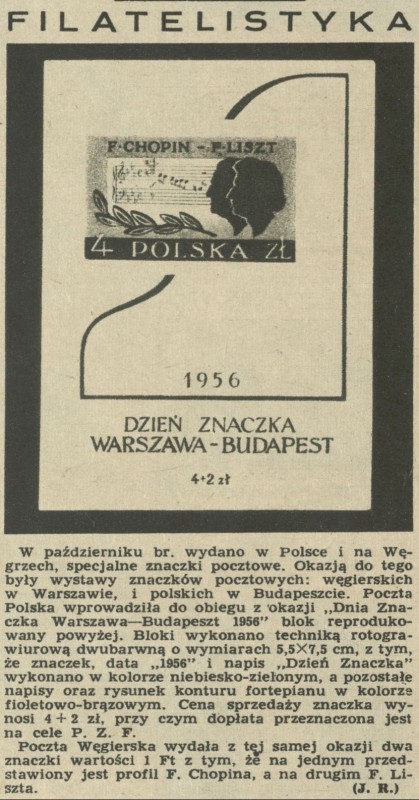 FILATELISTYKA
F. CHOPIN - F. LISZT
4 POLSKA ZŁ
1956
DZIEŃ ZNACZKA
WARSZAWA - BUDAPEST
4+2 zł
W październiku br. wydano w Polsce i na Wę-
grzech, specjalne znaczki pocztowe. Okazją do tego
były wystawy znaczków pocztowych: węgierskich
w Warszawie, i polskich w Budapeszcie. Poczta
Polska wprowadziła do obiegu z okazji „Dnia Zna-
czka Warszawa—Budapeszt 1956" blok reproduko-
wany powyżej. Bloki wykonano techniką rotogra-
wiurową dwubarwną o wymiarach 5,5×7,5 cm, z tym,
że znaczek, data „1956" i napis „Dzień Znaczka"
wykonano w kolorze niebiesko-zielonym, a pozostałe
napisy oraz rysunek konturu fortepianu w kolorze
fioletowo-brązowym. Cena sprzedaży znaczka wy-
nosi 4+2 zł, przy czym dopłata przeznaczona jest
na cele P. Z. F.
Poczta Węgierska wydała z tej samej okazji dwa
znaczki wartości 1 Ft z tym, że na jednym przed-
stawiony jest profil F. Chopina, a na drugim F. Li-
szta. (J. R.)